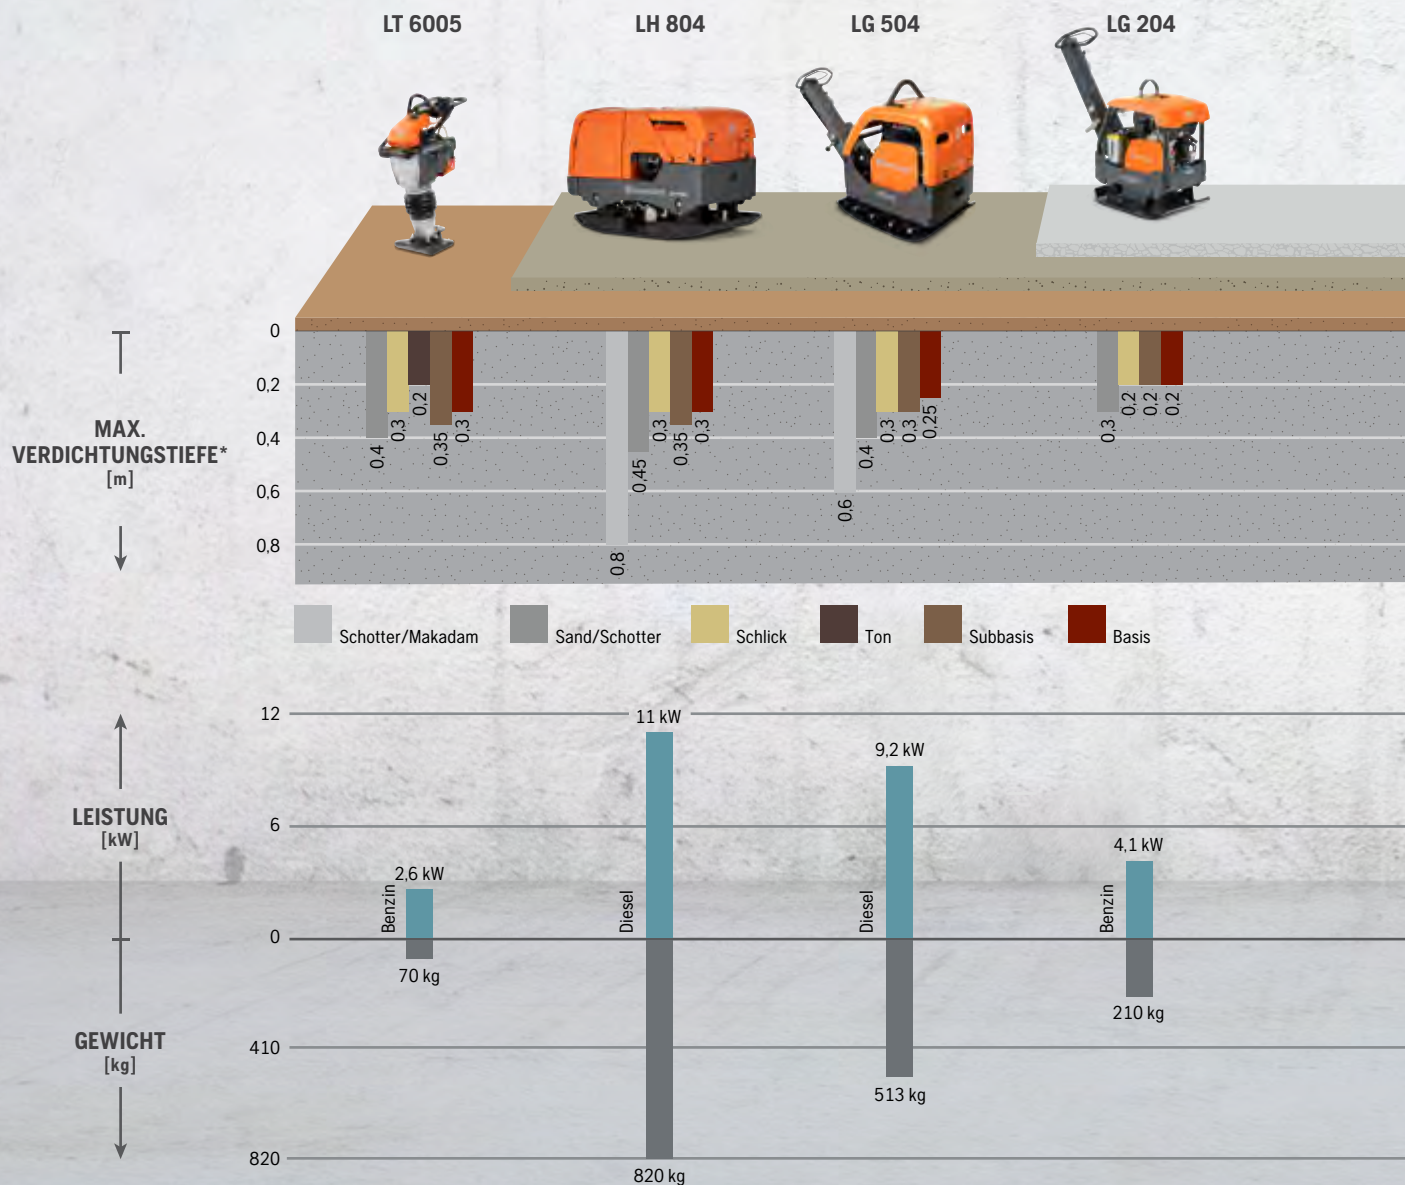 LT 6005
LH 804
LG 504
LG 204
0
0,2
0,4
0,6
0,8
MAX.
VERDICHTUNGSTIEFE*
[m]
0,4
0,3
0,2
0,35
0,3
0,8
0,45
0,3
0,35
0,3
0,6
0,4
0,3
0,3
0,25
0,3
0,2
0,2
0,2
Schotter/Makadam
Sand/Schotter
Schlick
Ton
Subbasis
Basis
12
6
0
410
820
LEISTUNG
[kW]
GEWICHT
[kg]
Benzin
2,6 kW
70 kg
Diesel
11 kW
820 kg
Diesel
9,2 kW
513 kg
Benzin
4,1 kW
210 kg